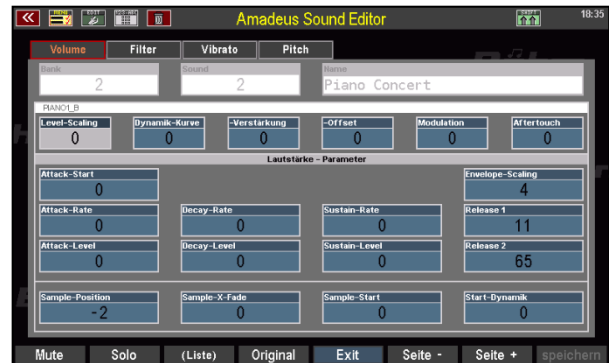 Amadeus Sound Editor
18:35
Volume Filter Vibrato Pitch
Bank Sound Name
2 2 Piano Concert
PIANO1_B
Level-Scaling Dynamik-Kurve -Verstärkung -Offset Modulation Aftertouch
0 0 0 0 0 0
Lautstärke - Parameter
Attack-Start Envelope-Scaling
0 4
Attack-Rate Decay-Rate Sustain-Rate Release 1
0 0 0 11
Attack-Level Decay-Level Sustain-Level Release 2
0 0 0 65
Sample-Position Sample-X-Fade Sample-Start Start-Dynamik
-2 0 0 0
Mute Solo (Liste) Original Exit Seite - Seite + speichern